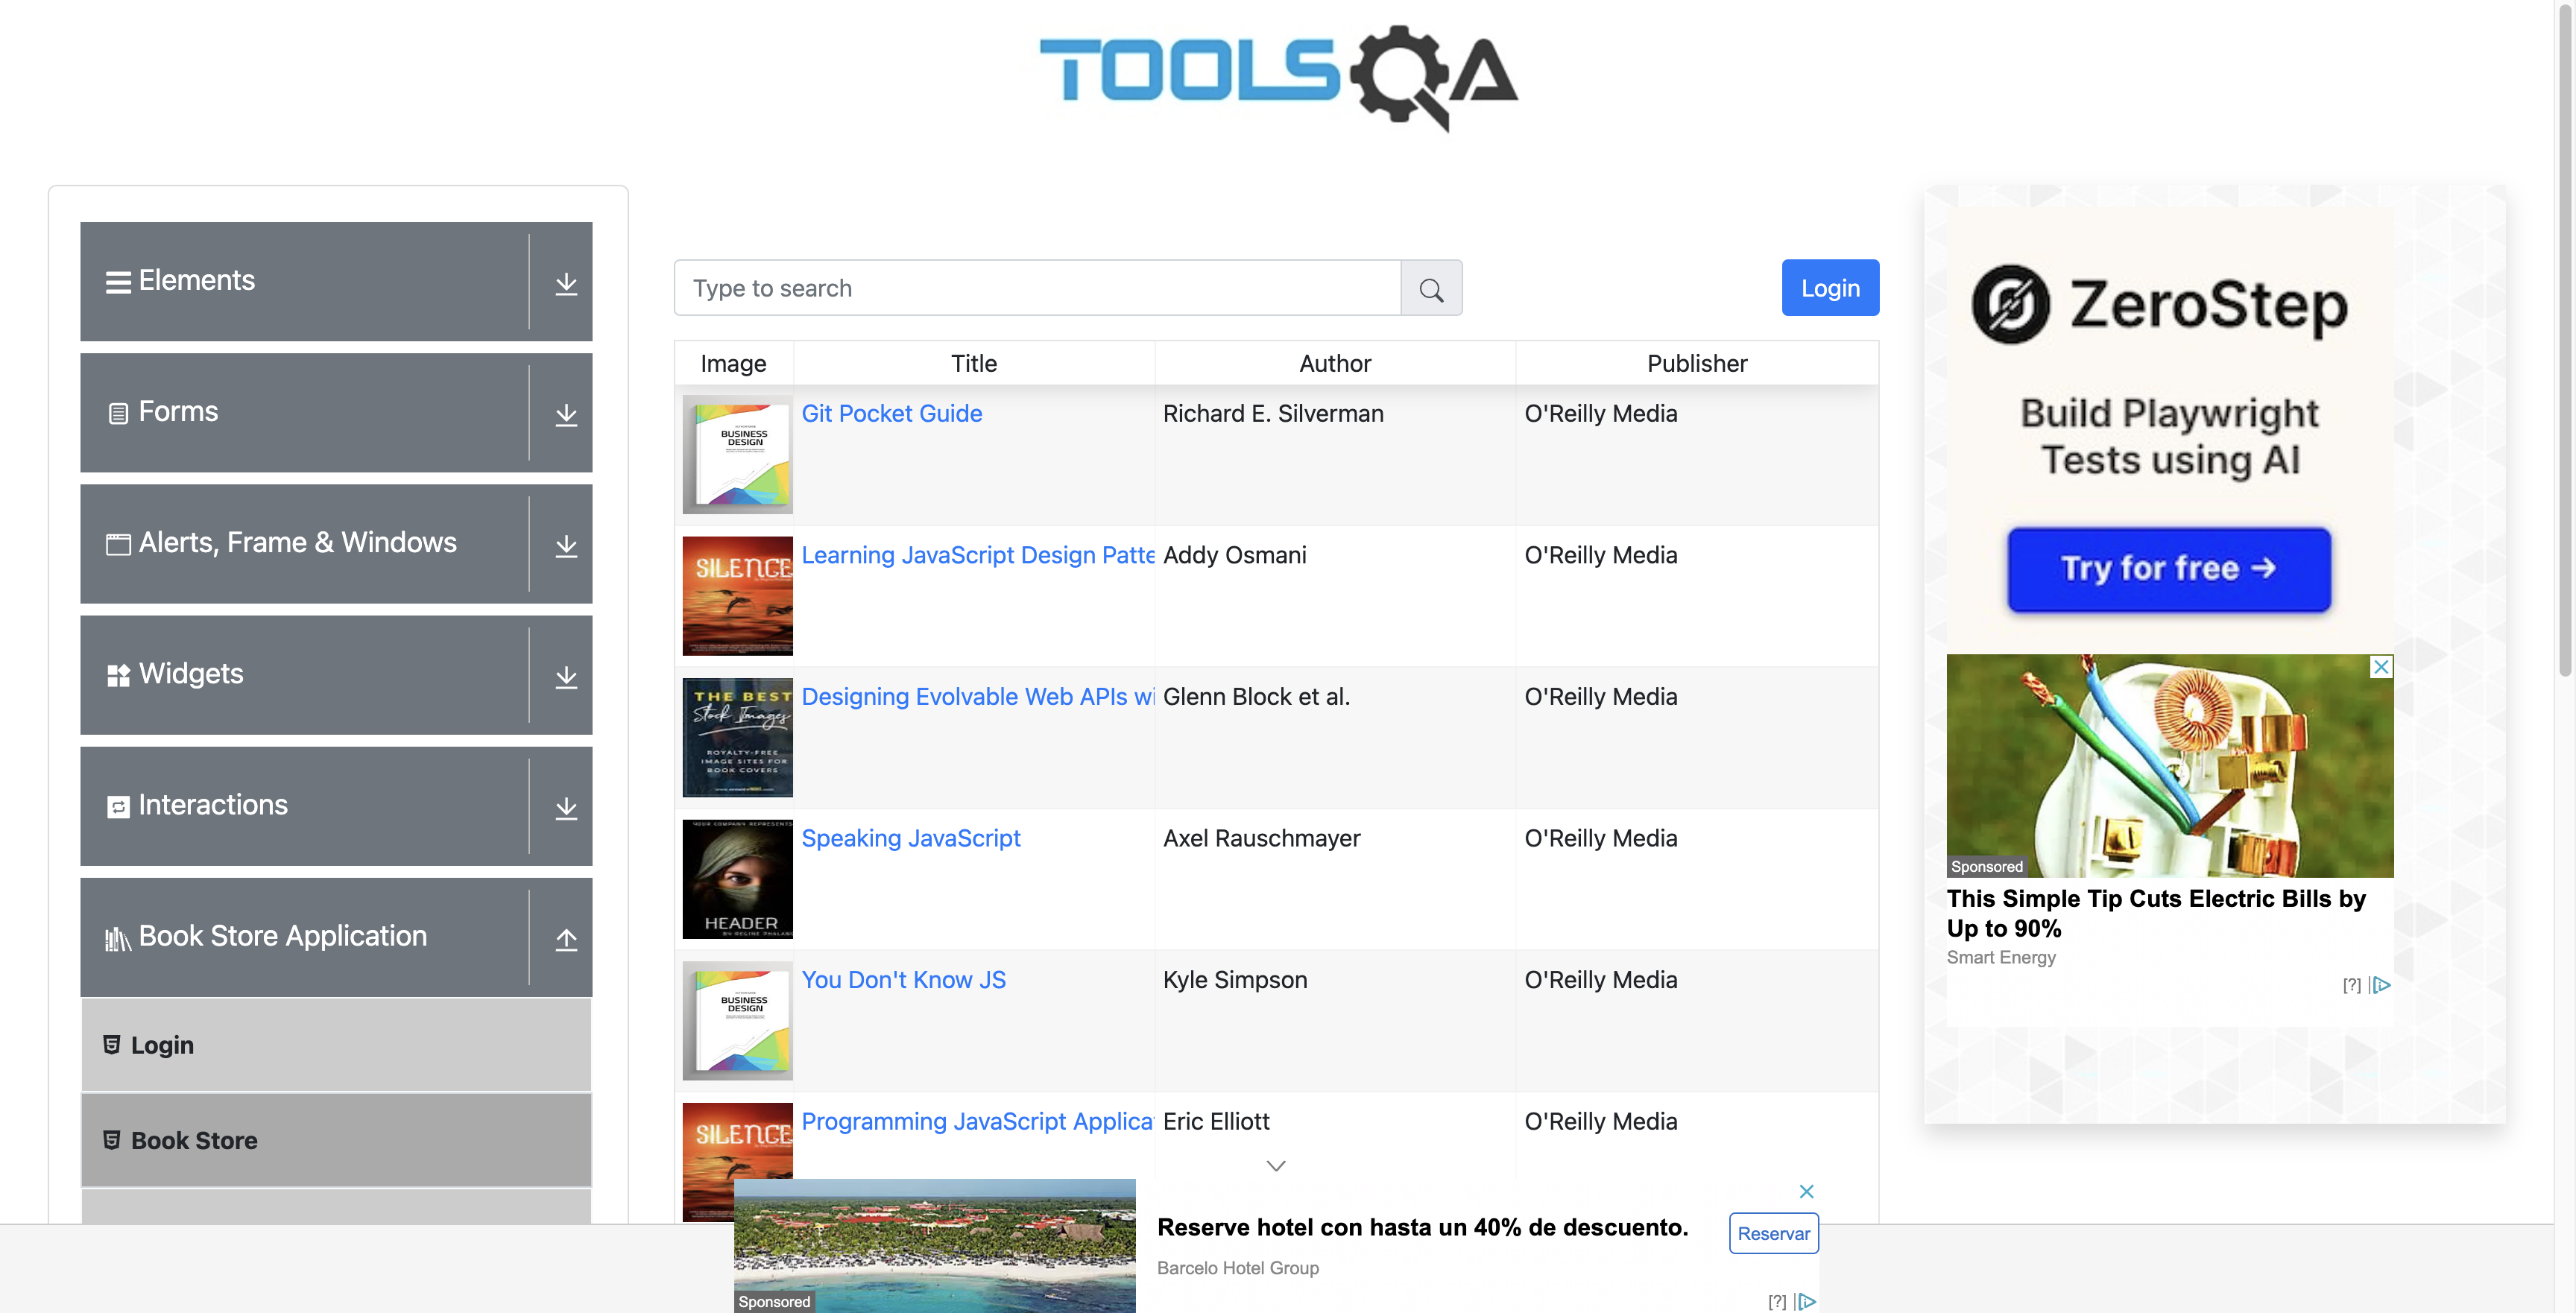 TOOLSQA
Elements
Forms
Alerts, Frame & Windows
Widgets
Interactions
Book Store Application
Login
Book Store
Type to search
Login
Image Title Author Publisher
BUSINESS
DESIGN
Git Pocket Guide Richard E. Silverman O'Reilly Media
SILENCE
Learning JavaScript Design Patte Addy Osmani O'Reilly Media
THE BEST
Stock Images
ROYALTY-FREE
IMAGE SITES FOR
BOOK COVERS
Designing Evolvable Web APIs wi Glenn Block et al. O'Reilly Media
YOUR COMPANY REPRESENTS
HEADER
Speaking JavaScript Axel Rauschmayer O'Reilly Media
BUSINESS
DESIGN
You Don't Know JS Kyle Simpson O'Reilly Media
SILENCE
Programming JavaScript Applica Eric Elliott O'Reilly Media
ZeroStep
Build Playwright
Tests using AI
Try for free →
Sponsored
This Simple Tip Cuts Electric Bills by
Up to 90%
Smart Energy
[?]
Reserve hotel con hasta un 40% de descuento.
Reservar
Barcelo Hotel Group
Sponsored
[?]